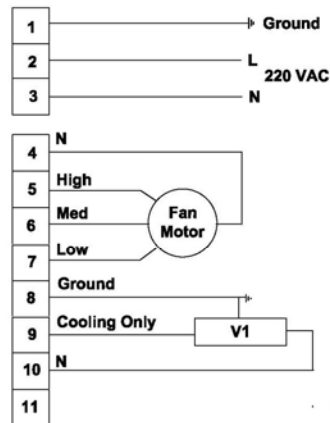 1 Ground
2 L
220 VAC
3 N
4 N
5 High
6 Med
Fan
Motor
7 Low
8 Ground
9 Cooling Only
V1
10 N
11